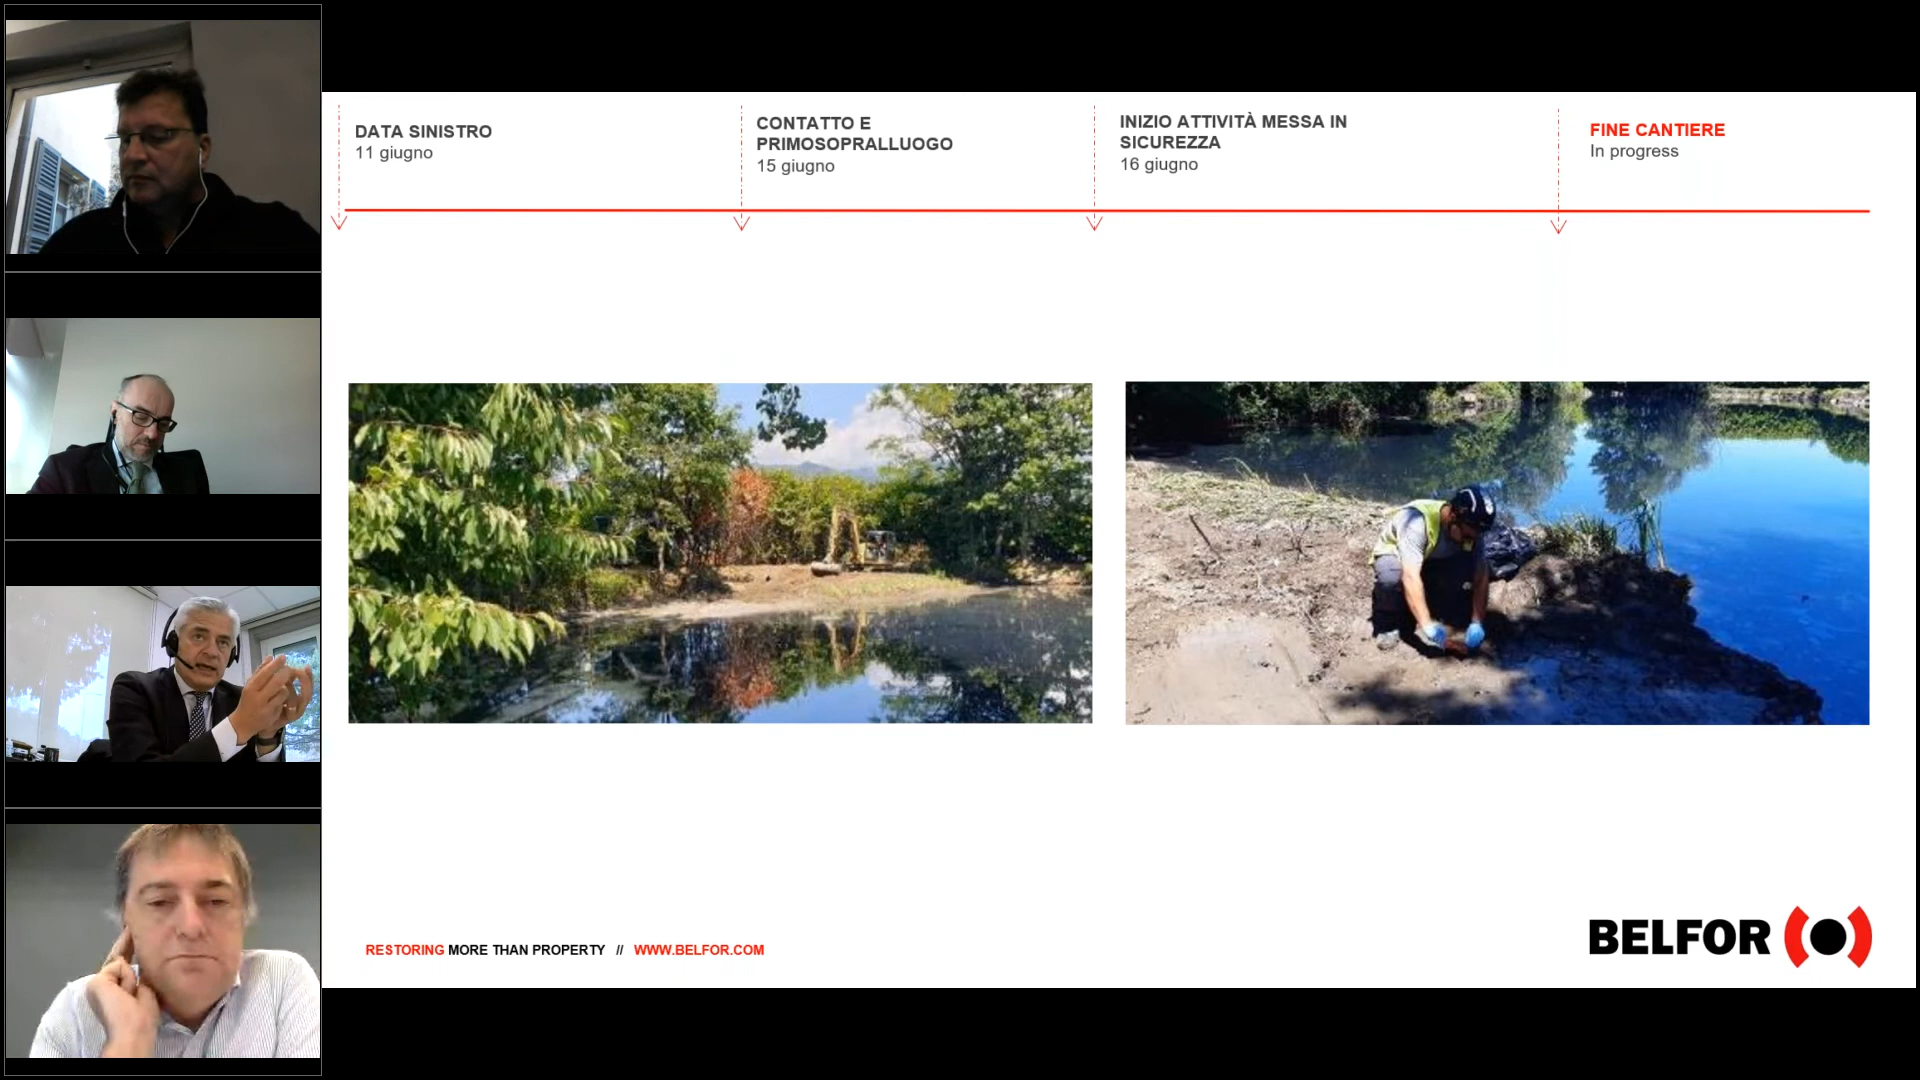 DATA SINISTRO
11 giugno
CONTATTO E
PRIMOSOPRALLUOGO
15 giugno
INIZIO ATTIVITÀ MESSA IN
SICUREZZA
16 giugno
FINE CANTIERE
In progress
RESTORING MORE THAN PROPERTY // WWW.BELFOR.COM
BELFOR